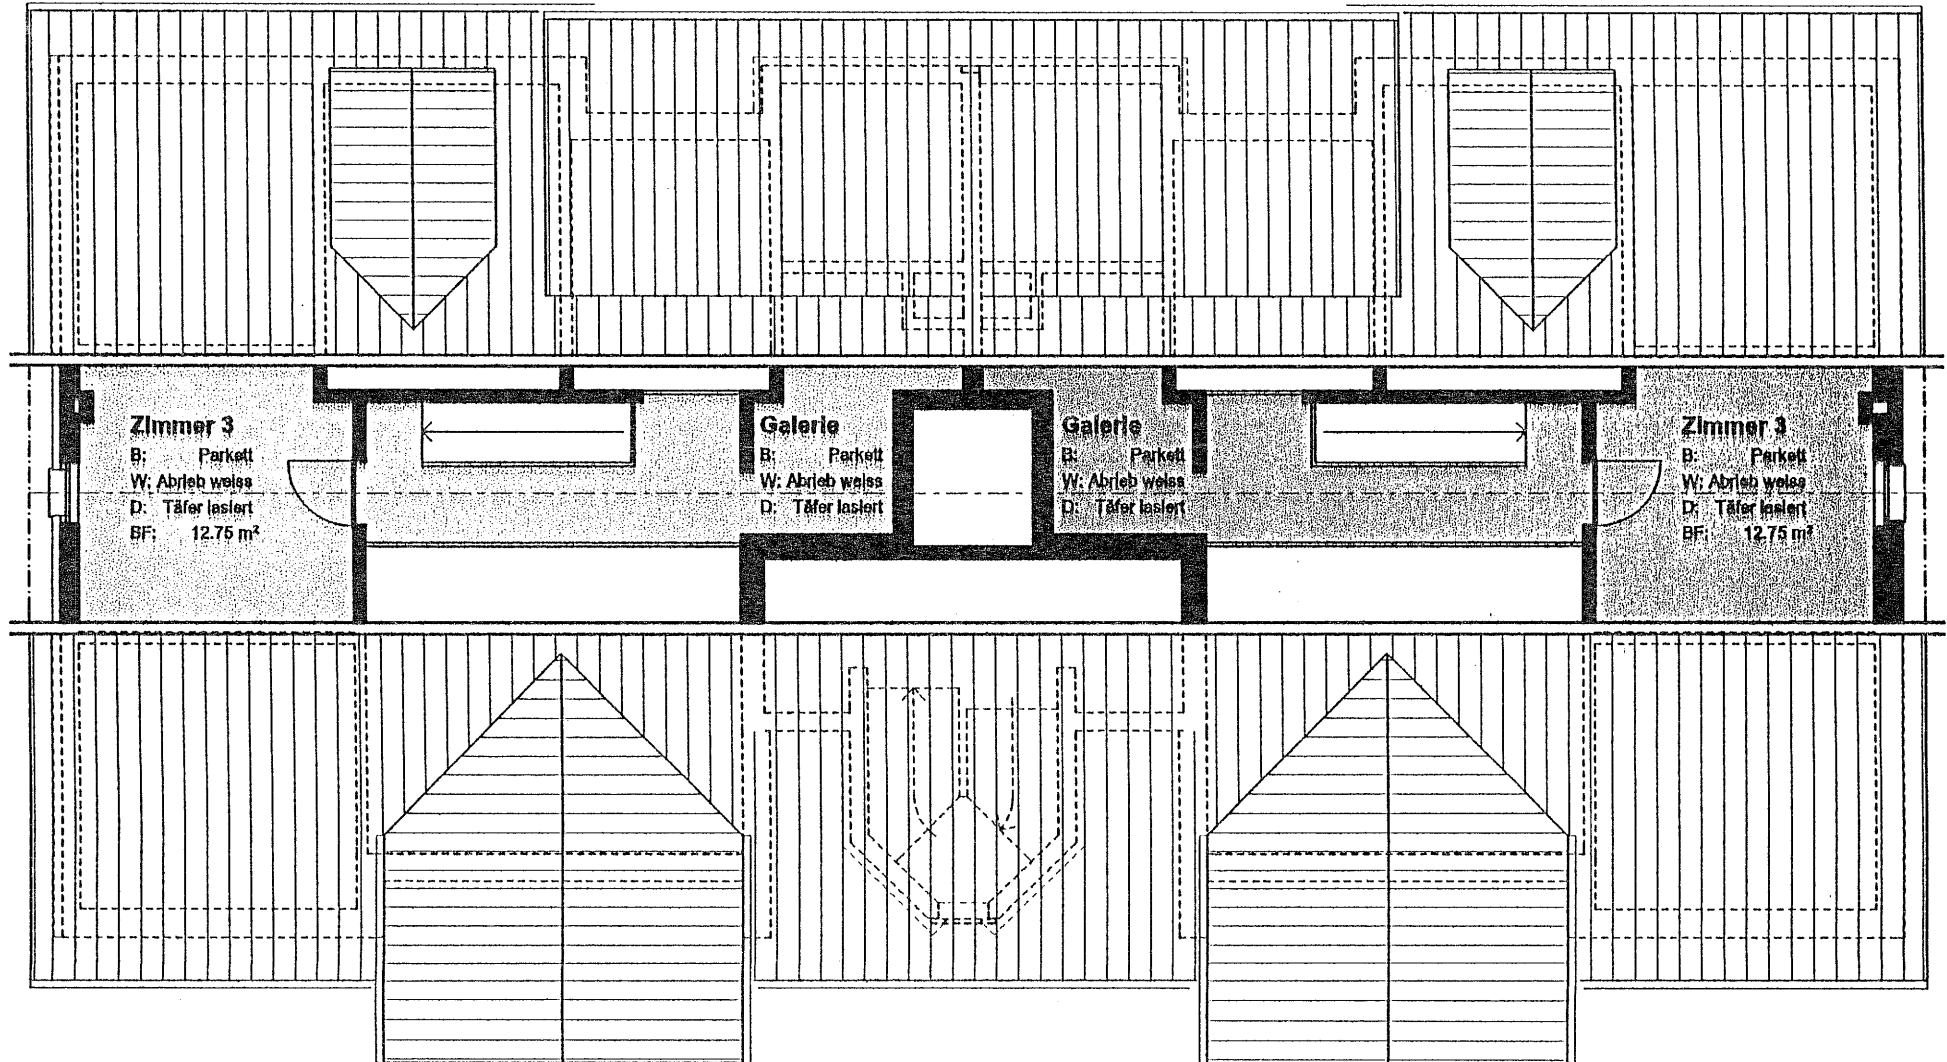 Zimmer 3
B: Parkett
W: Abrieb weiss
D: Täfer lasiert
BF: 12.75 m²
Galerie
B: Parkett
W: Abrieb weiss
D: Täfer lasiert
Galerie
B: Parkett
W: Abrieb weiss
D: Täfer lasiert
Zimmer 3
B: Parkett
W: Abrieb weiss
D: Täfer lasiert
BF: 12.75 m²